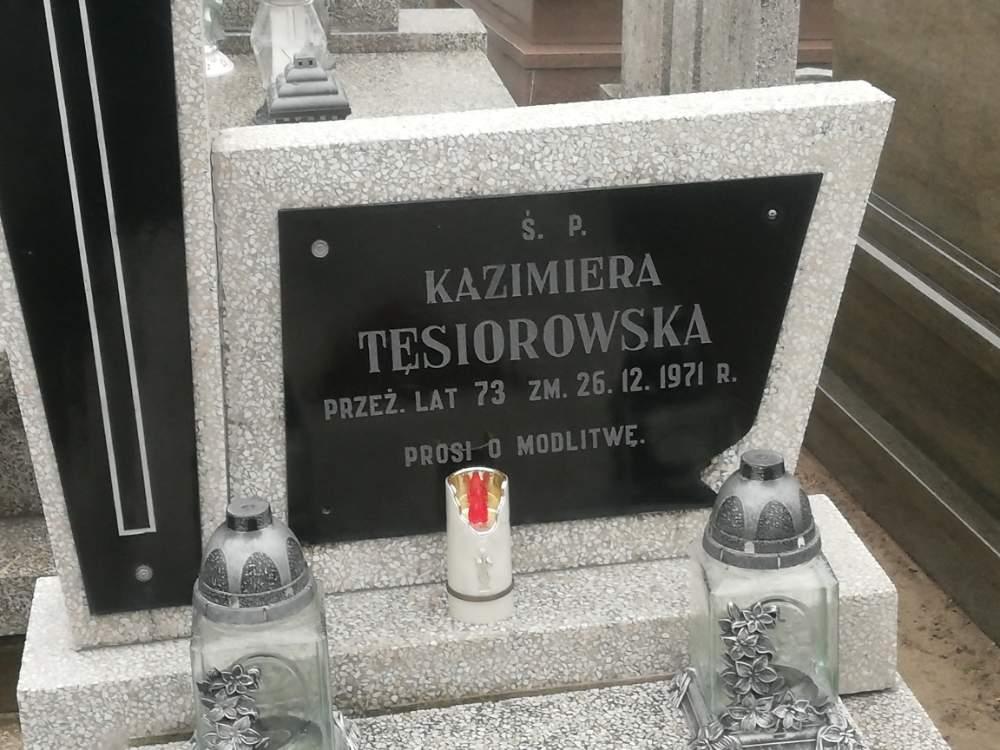 Ś. P.
KAZIMIERA
TĘSIOROWSKA
PRZEŻ. LAT 73 ZM. 26. 12. 1971 R.
PROSI O MODLITWĘ.